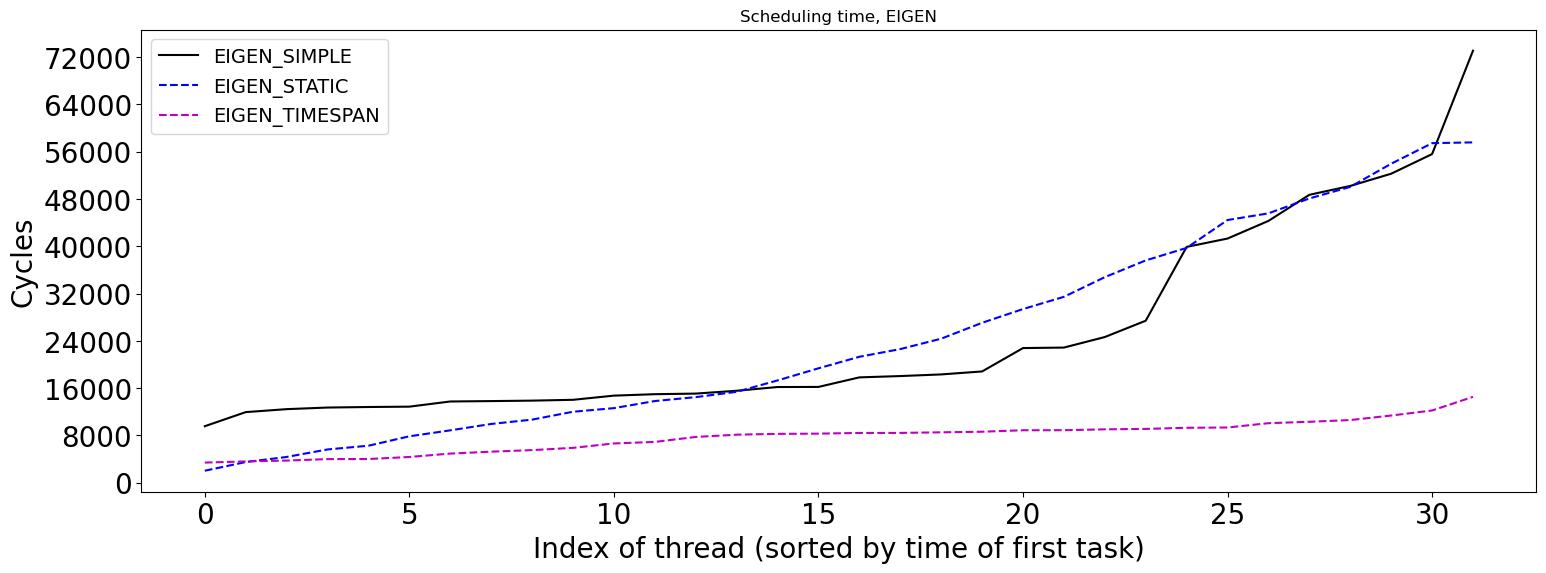 Scheduling time, EIGEN
EIGEN_SIMPLE
EIGEN_STATIC
EIGEN_TIMESPAN
72000
64000
56000
48000
40000
32000
24000
16000
8000
0
Cycles
0 5 10 15 20 25 30
Index of thread (sorted by time of first task)